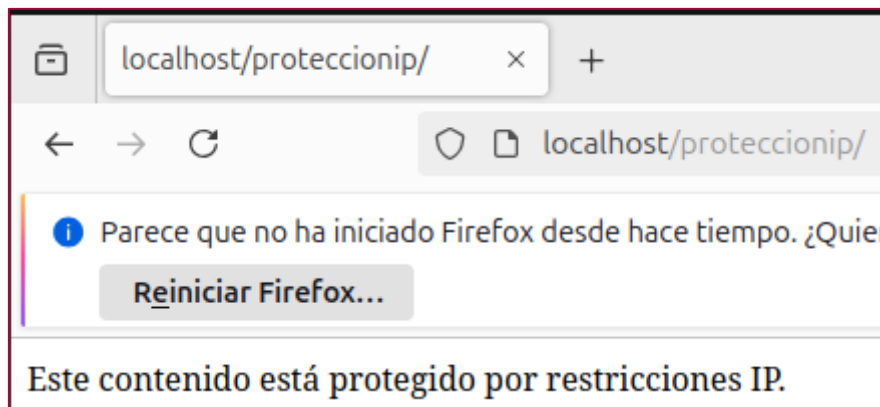 localhost/proteccionip/
localhost/proteccionip/
Parece que no ha iniciado Firefox desde hace tiempo. ¿Quie
Reiniciar Firefox...
Este contenido está protegido por restricciones IP.